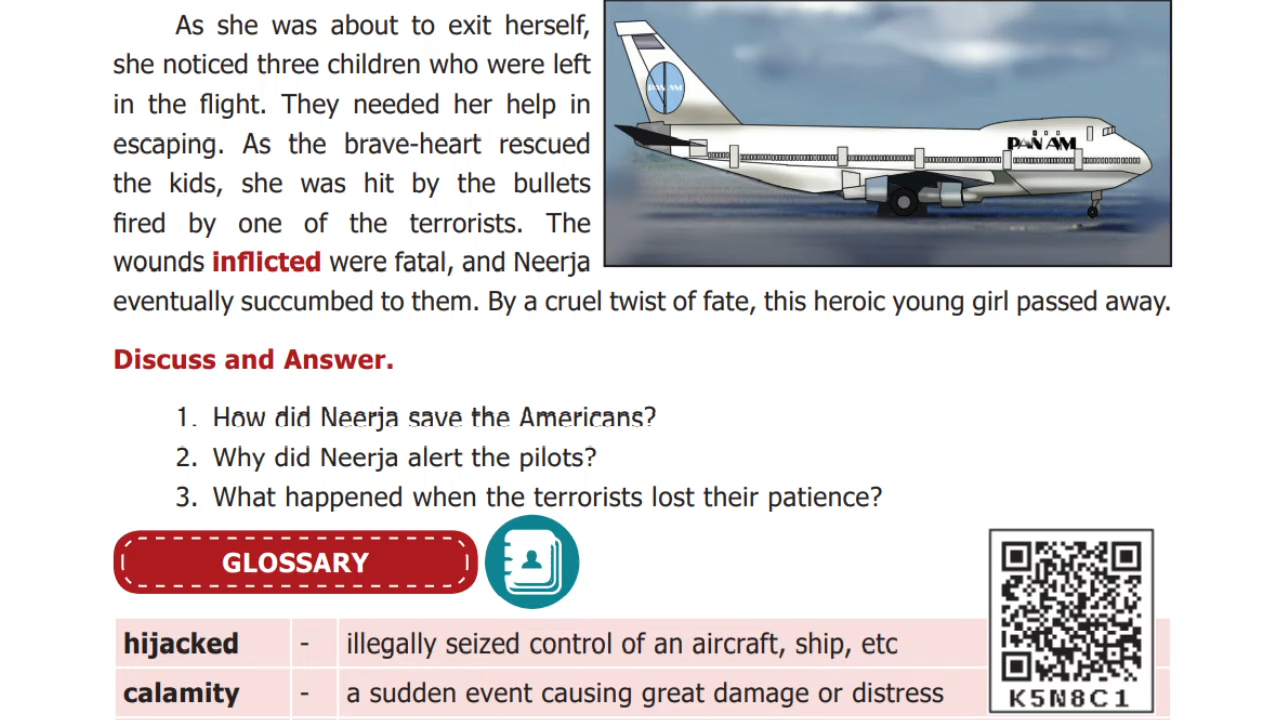 As she was about to exit herself,
she noticed three children who were left
in the flight. They needed her help in
escaping. As the brave-heart rescued
the kids, she was hit by the bullets
fired by one of the terrorists. The
wounds inflicted were fatal, and Neerja
eventually succumbed to them. By a cruel twist of fate, this heroic young girl passed away.
PAN AM
PAN AM
Discuss and Answer.
1. How did Neerja save the Americans?
2. Why did Neerja alert the pilots?
3. What happened when the terrorists lost their patience?
GLOSSARY
hijacked - illegally seized control of an aircraft, ship, etc
calamity - a sudden event causing great damage or distress
K5N8C1